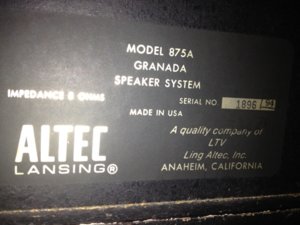 MODEL 875A
GRANADA
SPEAKER SYSTEM
IMPEDANCE 8 OHMS
SERIAL NO. 1896 94
MADE IN USA
ALTEC
LANSING®
A quality company of
LTV
Ling Altec, Inc.
ANAHEIM, CALIFORNIA